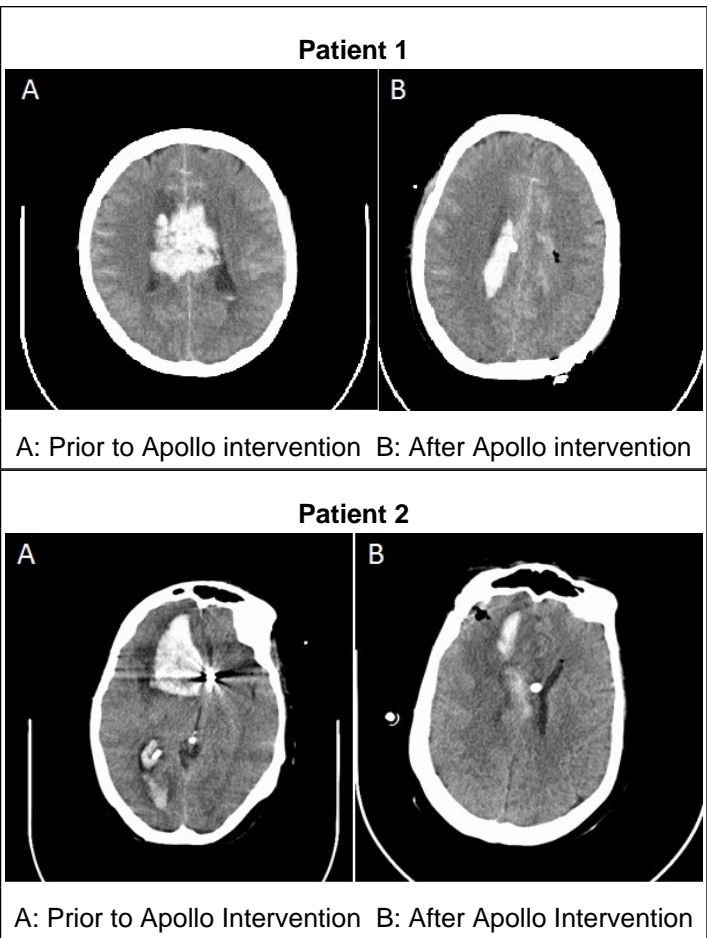 Patient 1
A B
A: Prior to Apollo intervention B: After Apollo intervention
Patient 2
A B
A: Prior to Apollo Intervention B: After Apollo Intervention